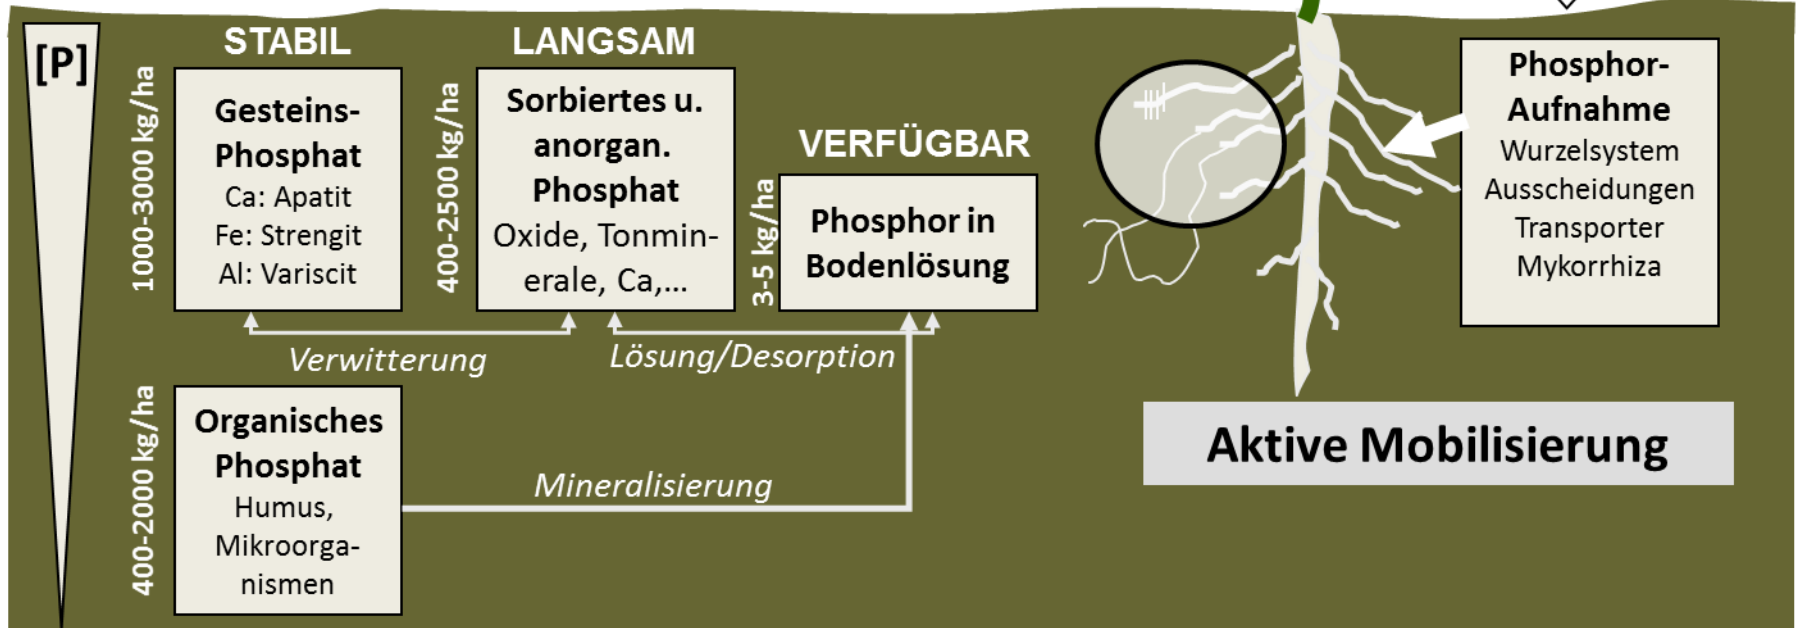 [P]
STABIL
1000-3000 kg/ha
Gesteins-
Phosphat
Ca: Apatit
Fe: Strengit
Al: Variscit
LANGSAM
400-2500 kg/ha
Sorbiertes u.
anorgan.
Phosphat
Oxide, Tonmin-
erale, Ca,...
VERFÜGBAR
3-5 kg/ha
Phosphor in
Bodenlösung
Phosphor-
Aufnahme
Wurzelsystem
Ausscheidungen
Transporter
Mykorrhiza
Verwitterung
Lösung/Desorption
400-2000 kg/ha
Organisches
Phosphat
Humus,
Mikroorga-
nismen
Mineralisierung
Aktive Mobilisierung